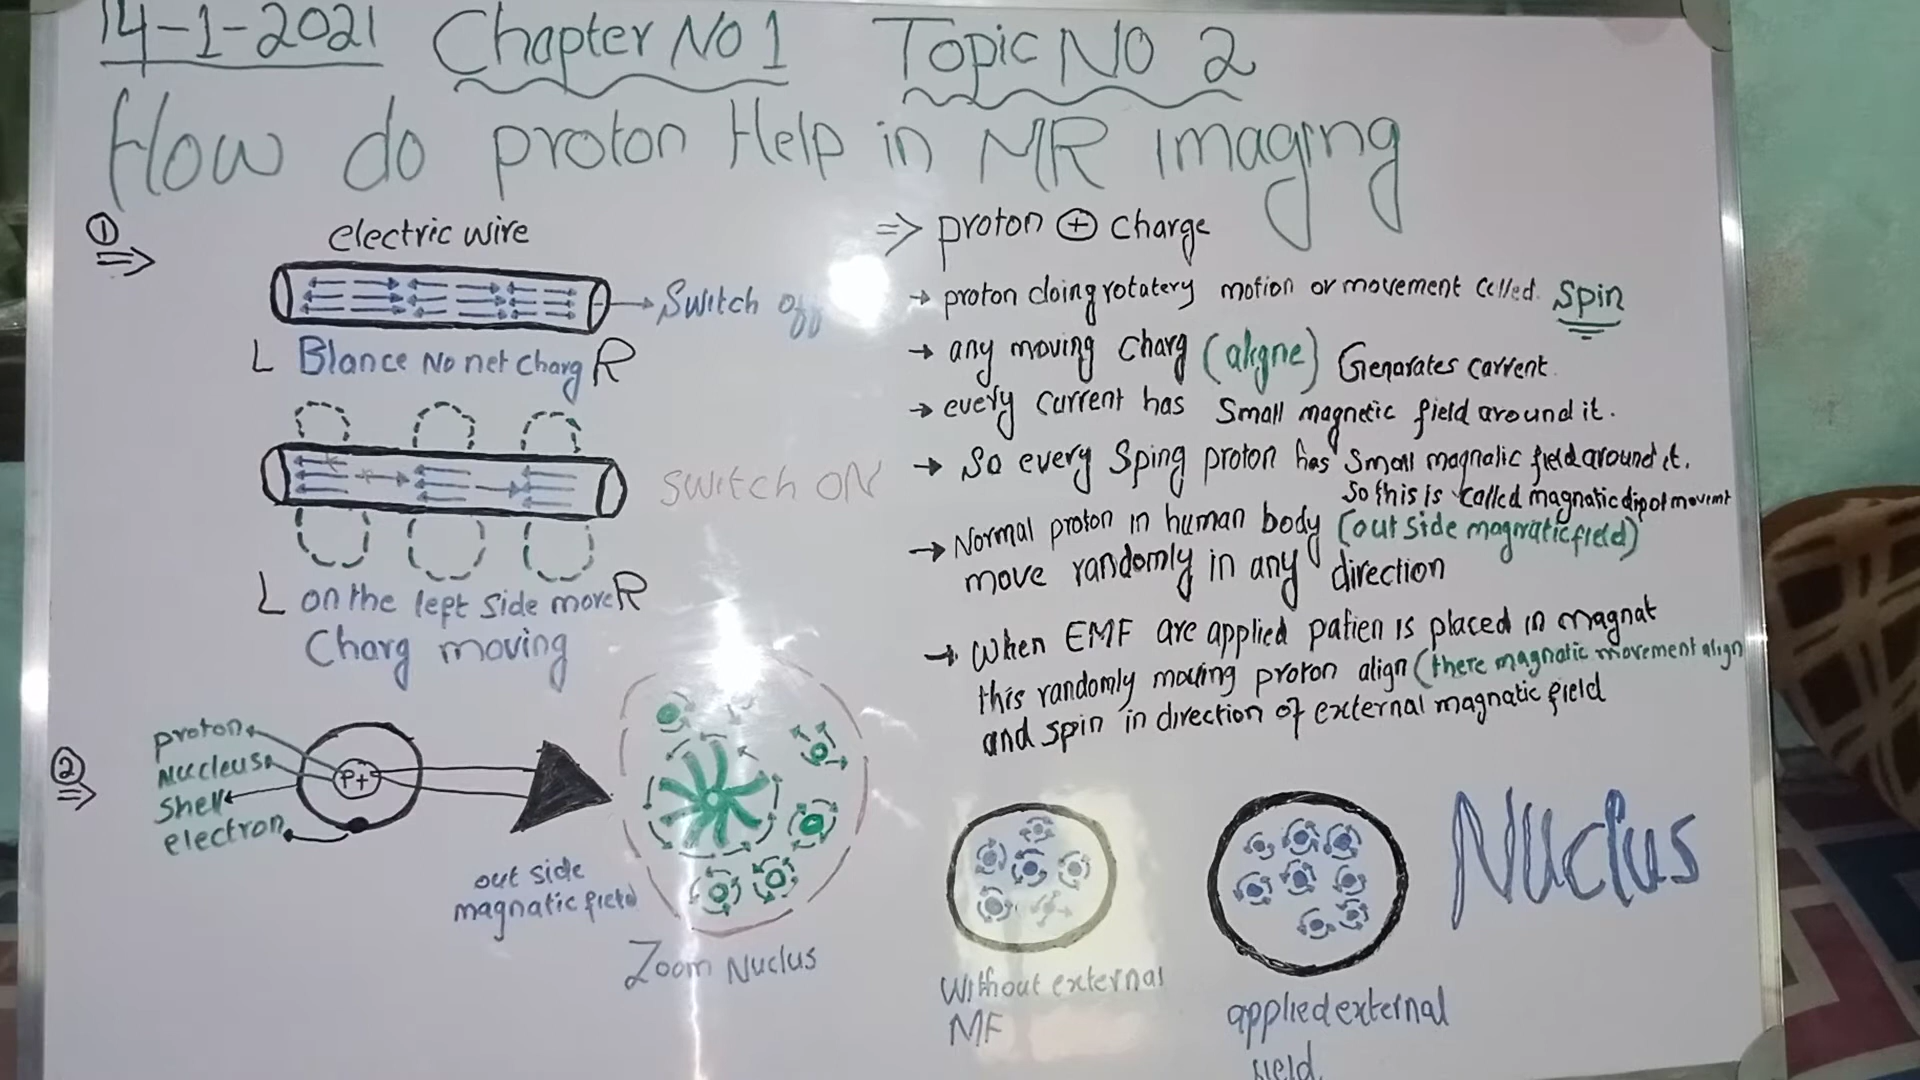 14-1-2021 Chapter No 1 Topic NO 2
How do proton Help in MR Imaging
1
electric wire
Switch off
L Blance No net Charg R
Switch ON
L on the left Side move R
Charg moving
⇒ proton ⊕ charge
→ proton doing rotatery motion or movement called Spin
→ any moving Charg (aligne) Genarates carrent.
→ every current has Small magnetic field around it.
→ So every Sping proton has Small magnatic field around it.
So this is called magnatic dipol movemt
→ Normal proton in human body (out side magnatic field)
move randomly in any direction
→ When EMF are applied patien is placed in magnat
this randomly moving proton align (there magnatic movement align
and spin in direction of external magnatic field
2
proton
Nucleus
Shell
electron
P+
out side
magnatic field
Zoom Nuclus
Without external
MF
applied external
field.
Nuclus